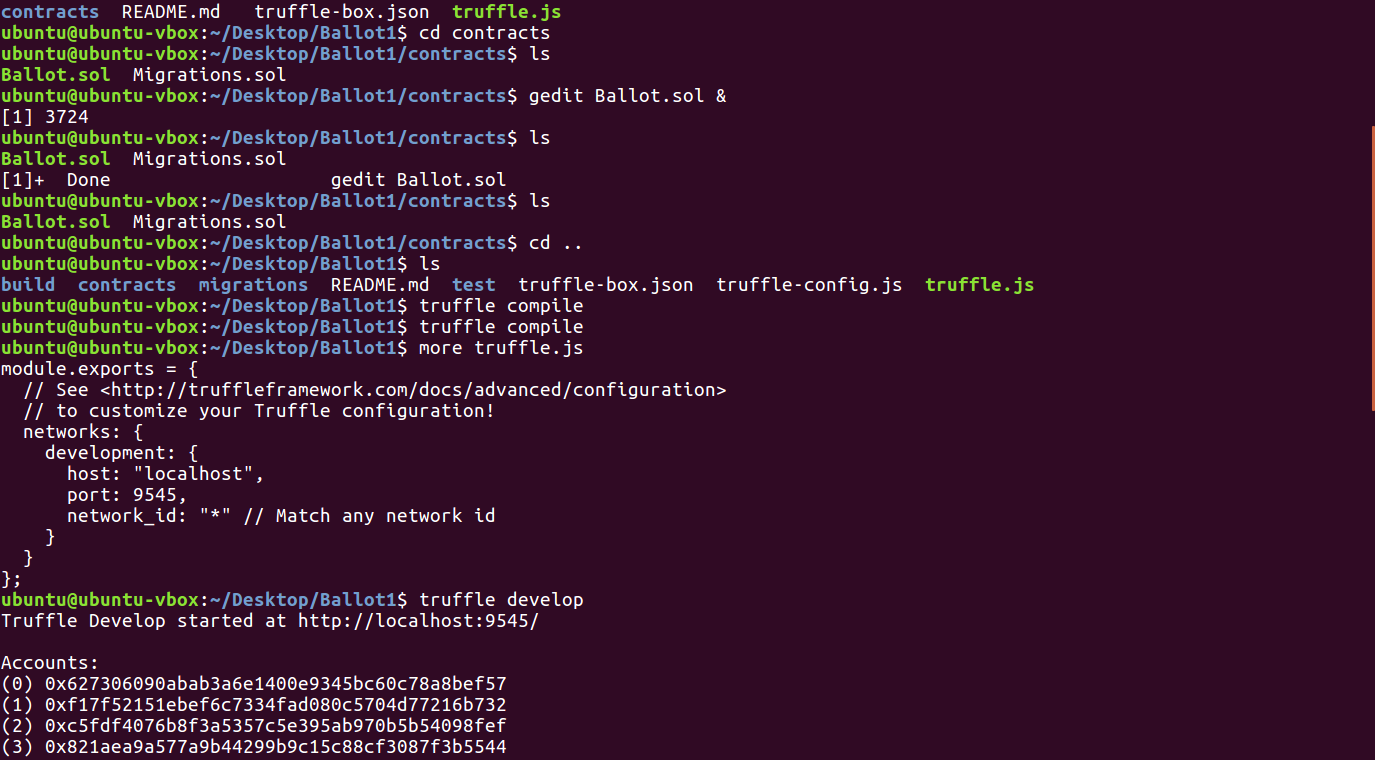 contracts  README.md   truffle-box.json  truffle.js
ubuntu@ubuntu-vbox:~/Desktop/Ballot1$ cd contracts
ubuntu@ubuntu-vbox:~/Desktop/Ballot1/contracts$ ls
Ballot.sol  Migrations.sol
ubuntu@ubuntu-vbox:~/Desktop/Ballot1/contracts$ gedit Ballot.sol &
[1] 3724
ubuntu@ubuntu-vbox:~/Desktop/Ballot1/contracts$ ls
Ballot.sol  Migrations.sol
[1]+  Done                    gedit Ballot.sol
ubuntu@ubuntu-vbox:~/Desktop/Ballot1/contracts$ ls
Ballot.sol  Migrations.sol
ubuntu@ubuntu-vbox:~/Desktop/Ballot1/contracts$ cd ..
ubuntu@ubuntu-vbox:~/Desktop/Ballot1$ ls
build  contracts  migrations  README.md  test  truffle-box.json  truffle-config.js  truffle.js
ubuntu@ubuntu-vbox:~/Desktop/Ballot1$ truffle compile
ubuntu@ubuntu-vbox:~/Desktop/Ballot1$ truffle compile
ubuntu@ubuntu-vbox:~/Desktop/Ballot1$ more truffle.js
module.exports = {
  // See <http://truffleframework.com/docs/advanced/configuration>
  // to customize your Truffle configuration!
  networks: {
    development: {
      host: "localhost",
      port: 9545,
      network_id: "*" // Match any network id
    }
  }
};
ubuntu@ubuntu-vbox:~/Desktop/Ballot1$ truffle develop
Truffle Develop started at http://localhost:9545/

Accounts:
(0) 0x627306090abab3a6e1400e9345bc60c78a8bef57
(1) 0xf17f52151ebef6c7334fad080c5704d77216b732
(2) 0xc5fdf4076b8f3a5357c5e395ab970b5b54098fef
(3) 0x821aea9a577a9b44299b9c15c88cf3087f3b5544